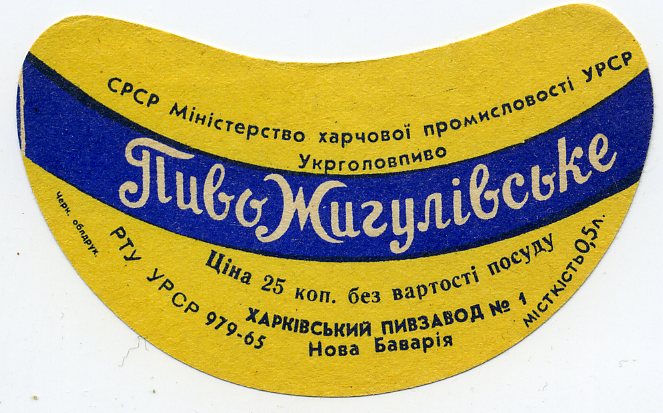 СРСР Міністерство харчової промисловості УРСР
Укрголовпиво
Пиво Жигулівське
Ціна 25 коп. без вартості посуду
ХАРКІВСЬКИЙ ПИВЗАВОД № 1
Нова Баварія
Черк. облдрук.
РТУ УРСР 979-65
місткість 0,5л.